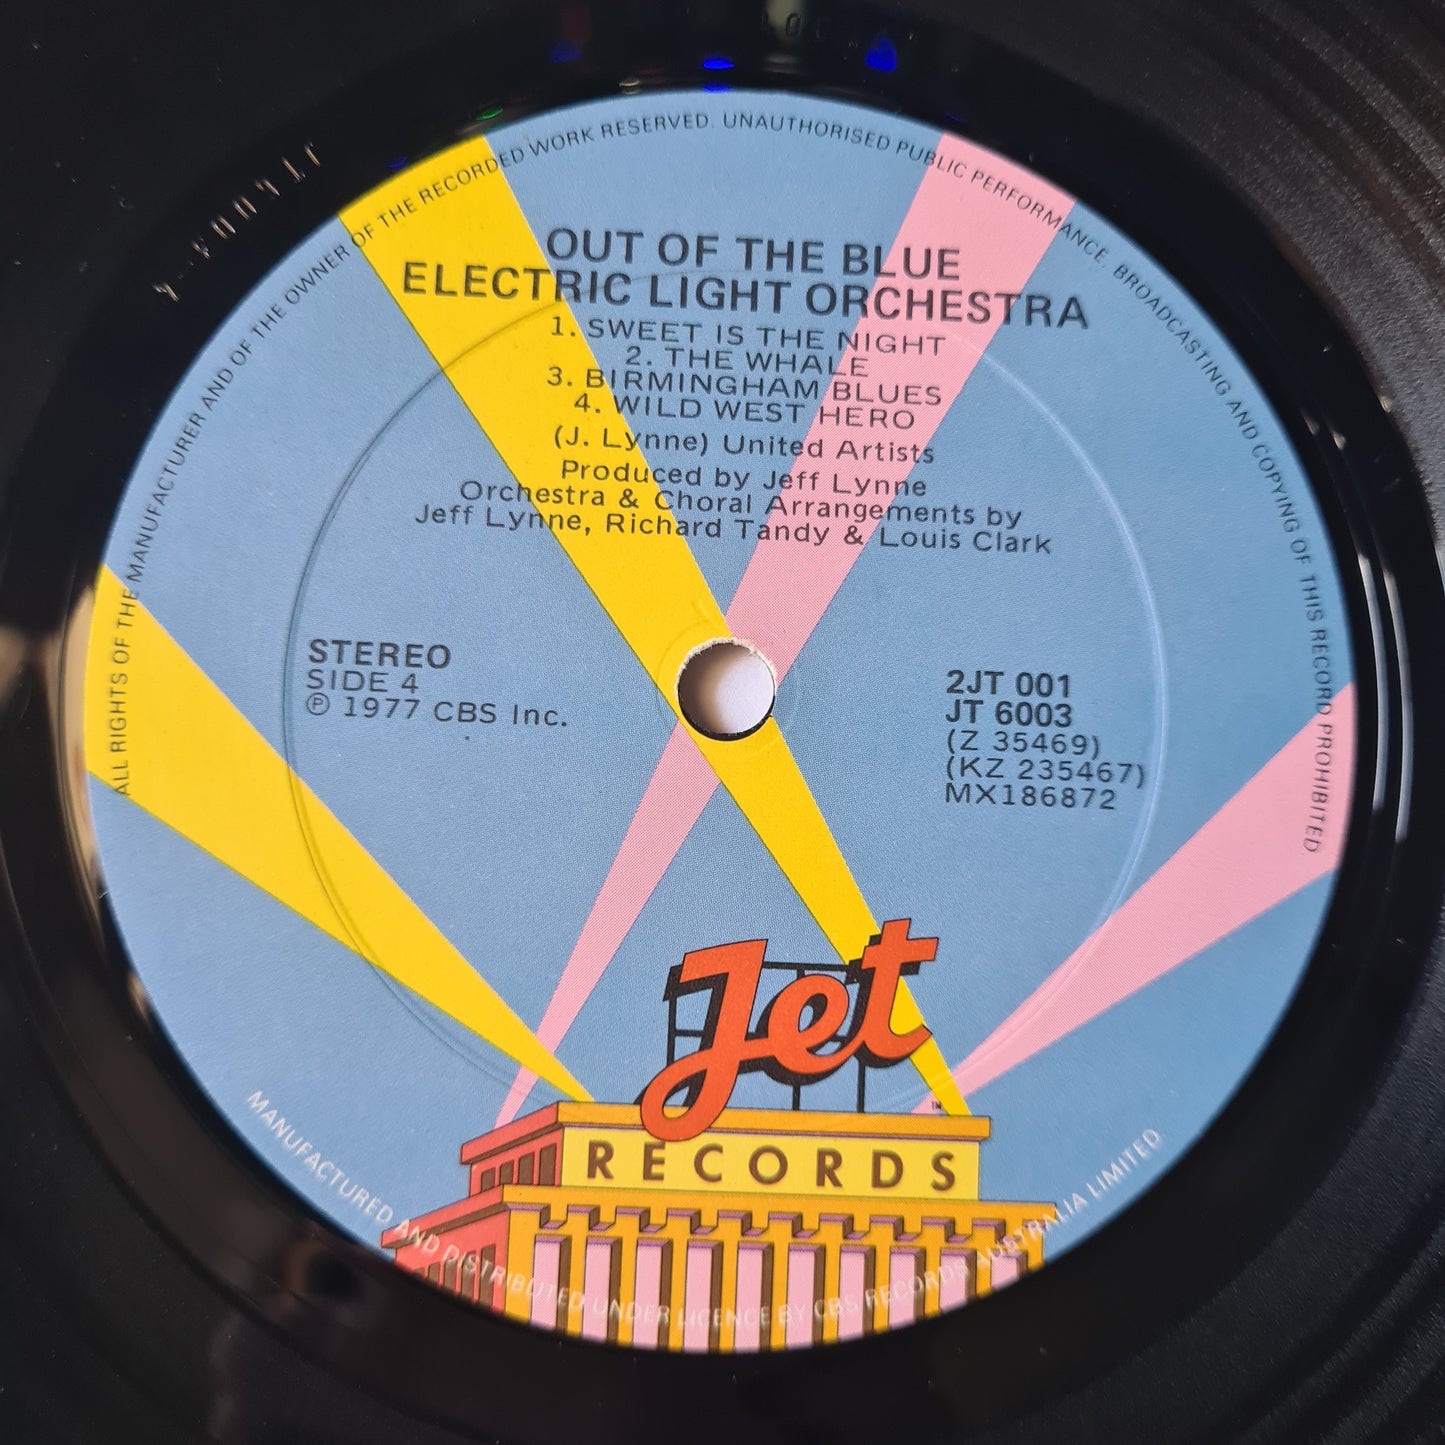 ALL RIGHTS OF THE MANUFACTURER AND OF THE OWNER OF THE RECORDED WORK RESERVED. UNAUTHORISED PUBLIC PERFORMANCE. BROADCASTING AND COPYING OF THIS RECORD PROHIBITED.
OUT OF THE BLUE
ELECTRIC LIGHT ORCHESTRA
1. SWEET IS THE NIGHT
2. THE WHALE
3. BIRMINGHAM BLUES
4. WILD WEST HERO
(J. Lynne) United Artists
Produced by Jeff Lynne
Orchestra & Choral Arrangements by
Jeff Lynne, Richard Tandy & Louis Clark
STEREO
SIDE 4
℗ 1977 CBS Inc.
2JT 001
JT 6003
(Z 35469)
(KZ 235467)
MX186872
Jet
TM
RECORDS
MANUFACTURED AND DISTRIBUTED UNDER LICENCE BY CBS RECORDS AUSTRALIA LIMITED